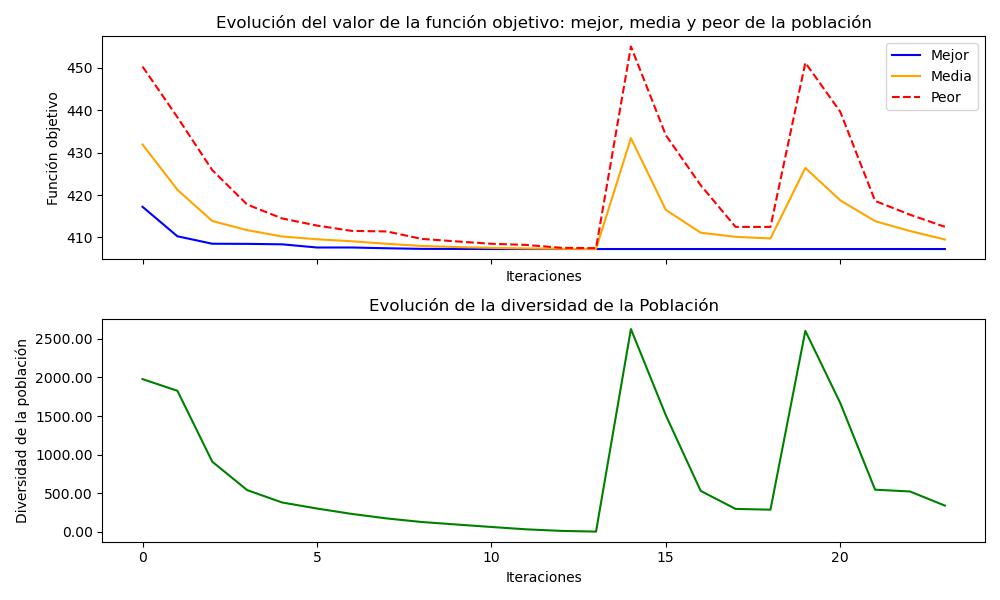 Evolución del valor de la función objetivo: mejor, media y peor de la población
Función objetivo
450
440
430
420
410
Mejor
Media
Peor
Iteraciones
Evolución de la diversidad de la Población
Diversidad de la población
2500.00
2000.00
1500.00
1000.00
500.00
0.00
0 5 10 15 20
Iteraciones